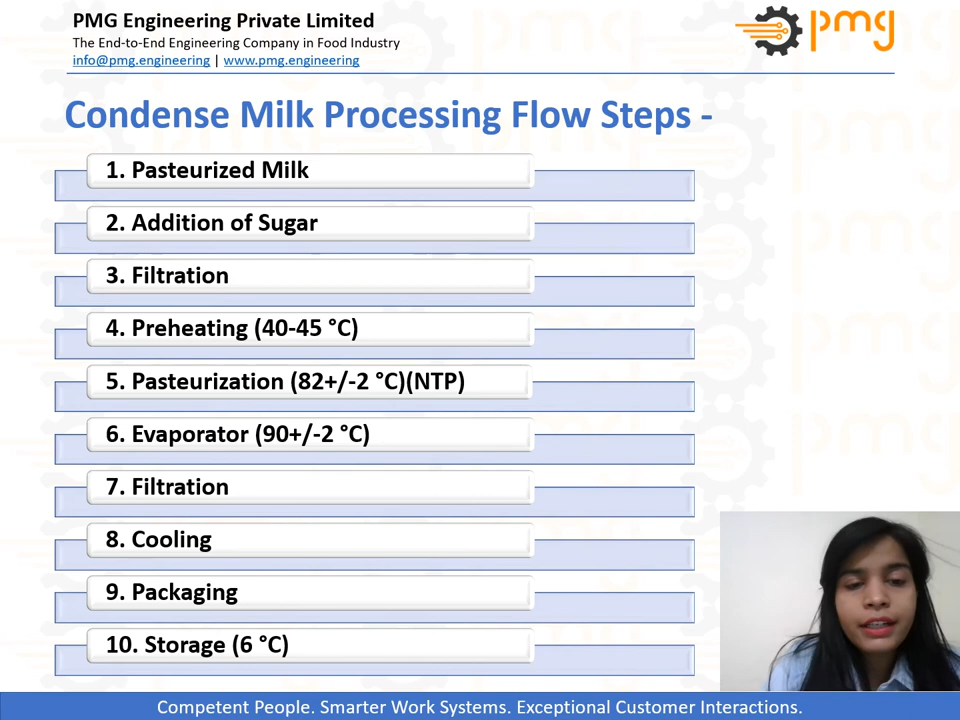 PMG Engineering Private Limited
The End-to-End Engineering Company in Food Industry
info@pmg.engineering | www.pmg.engineering
pmg
Condense Milk Processing Flow Steps -
1. Pasteurized Milk
2. Addition of Sugar
3. Filtration
4. Preheating (40-45 °C)
5. Pasteurization (82+/-2 °C)(NTP)
6. Evaporator (90+/-2 °C)
7. Filtration
8. Cooling
9. Packaging
10. Storage (6 °C)
Competent People. Smarter Work Systems. Exceptional Customer Interactions.